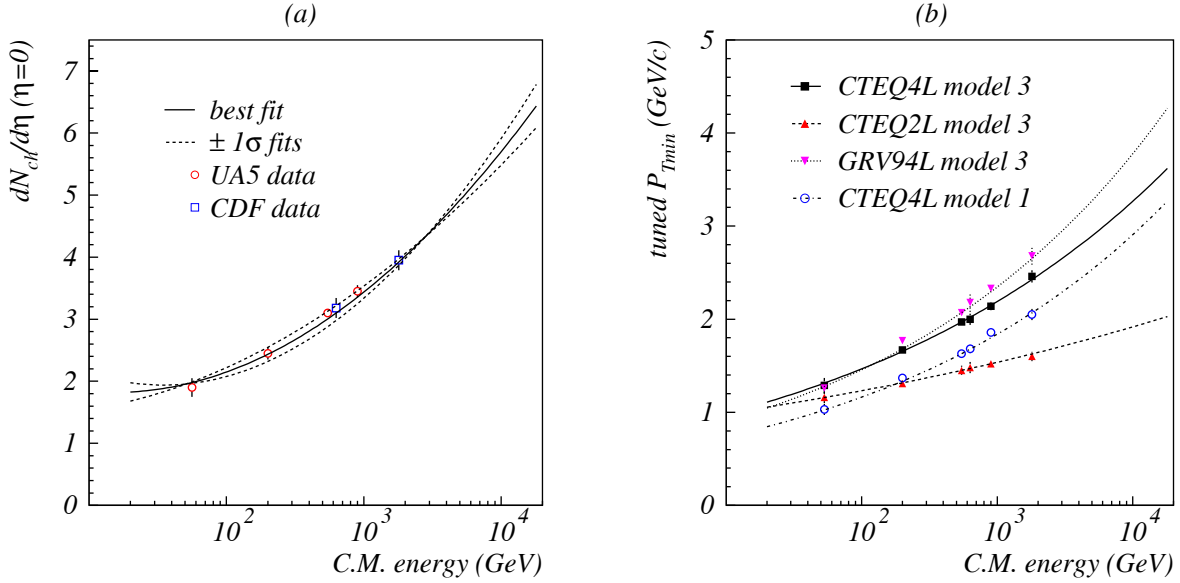 (a)
dN_ch/dη (η=0)
7
6
5
4
3
2
1
0
best fit
± 1σ fits
UA5 data
CDF data
10^2
10^3
10^4
C.M. energy (GeV)
(b)
tuned P_Tmin (GeV/c)
5
4
3
2
1
0
CTEQ4L model 3
CTEQ2L model 3
GRV94L model 3
CTEQ4L model 1
10^2
10^3
10^4
C.M. energy (GeV)